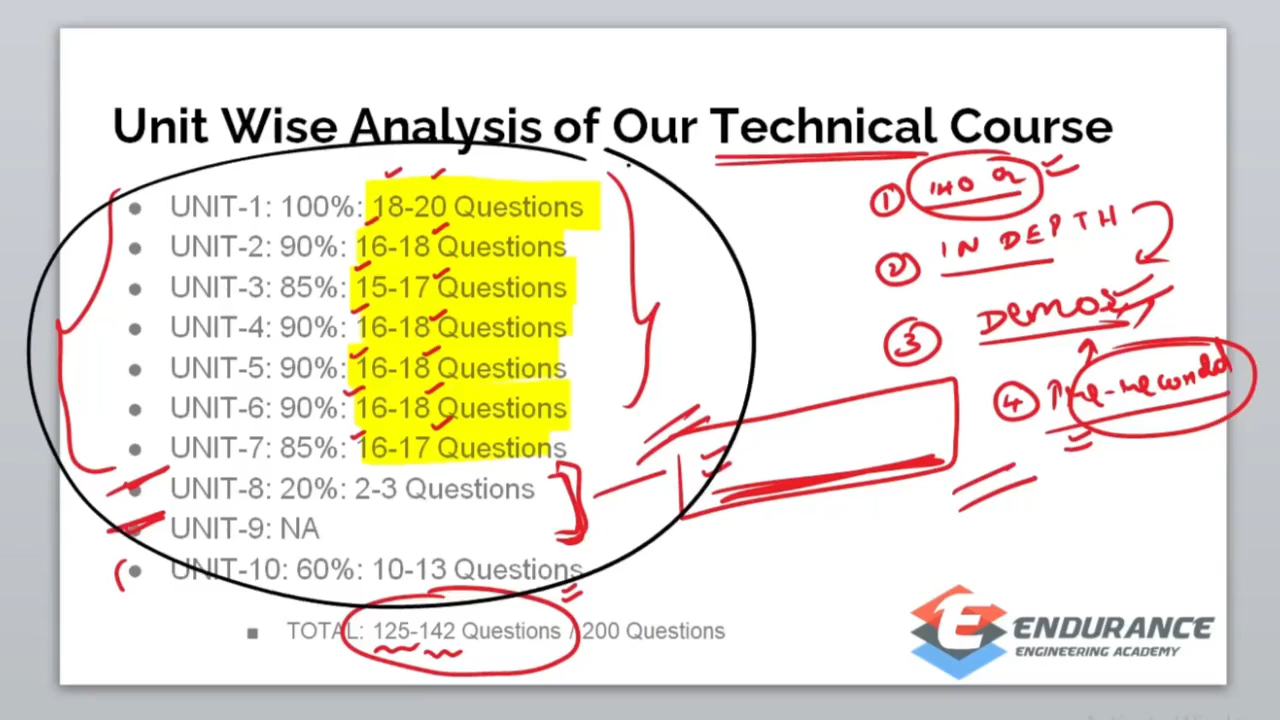 Unit Wise Analysis of Our Technical Course
● UNIT-1: 100%: 18-20 Questions
● UNIT-2: 90%: 16-18 Questions
● UNIT-3: 85%: 15-17 Questions
● UNIT-4: 90%: 16-18 Questions
● UNIT-5: 90%: 16-18 Questions
● UNIT-6: 90%: 16-18 Questions
● UNIT-7: 85%: 16-17 Questions
● UNIT-8: 20%: 2-3 Questions
● UNIT-9: NA
● UNIT-10: 60%: 10-13 Questions
■ TOTAL: 125-142 Questions / 200 Questions
① 140 Q
② IN DEPTH
③ DEMOS
④ Pre-recorded
ENDURANCE
ENGINEERING ACADEMY